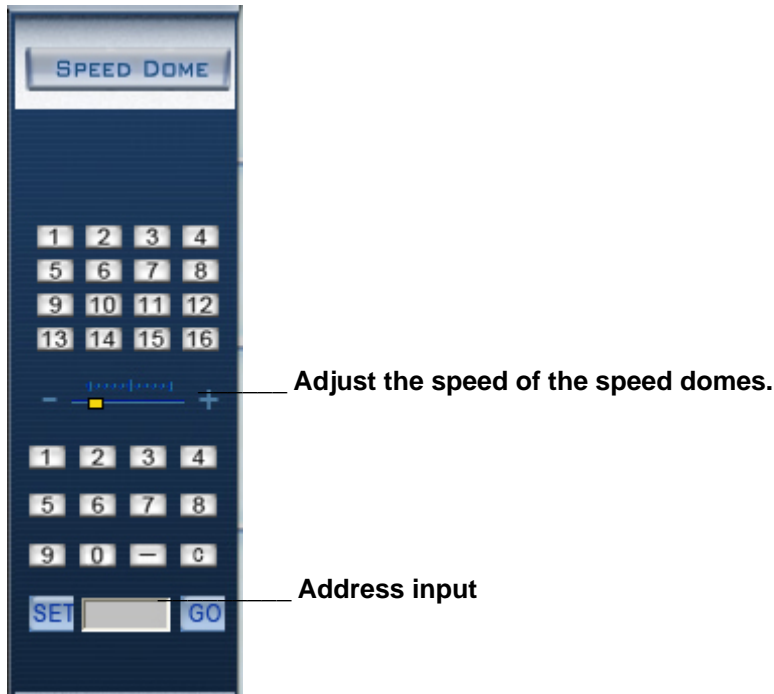 SPEED DOME
1 2 3 4
5 6 7 8
9 10 11 12
13 14 15 16
- + Adjust the speed of the speed domes.
1 2 3 4
5 6 7 8
9 0 — C
Address input
SET GO